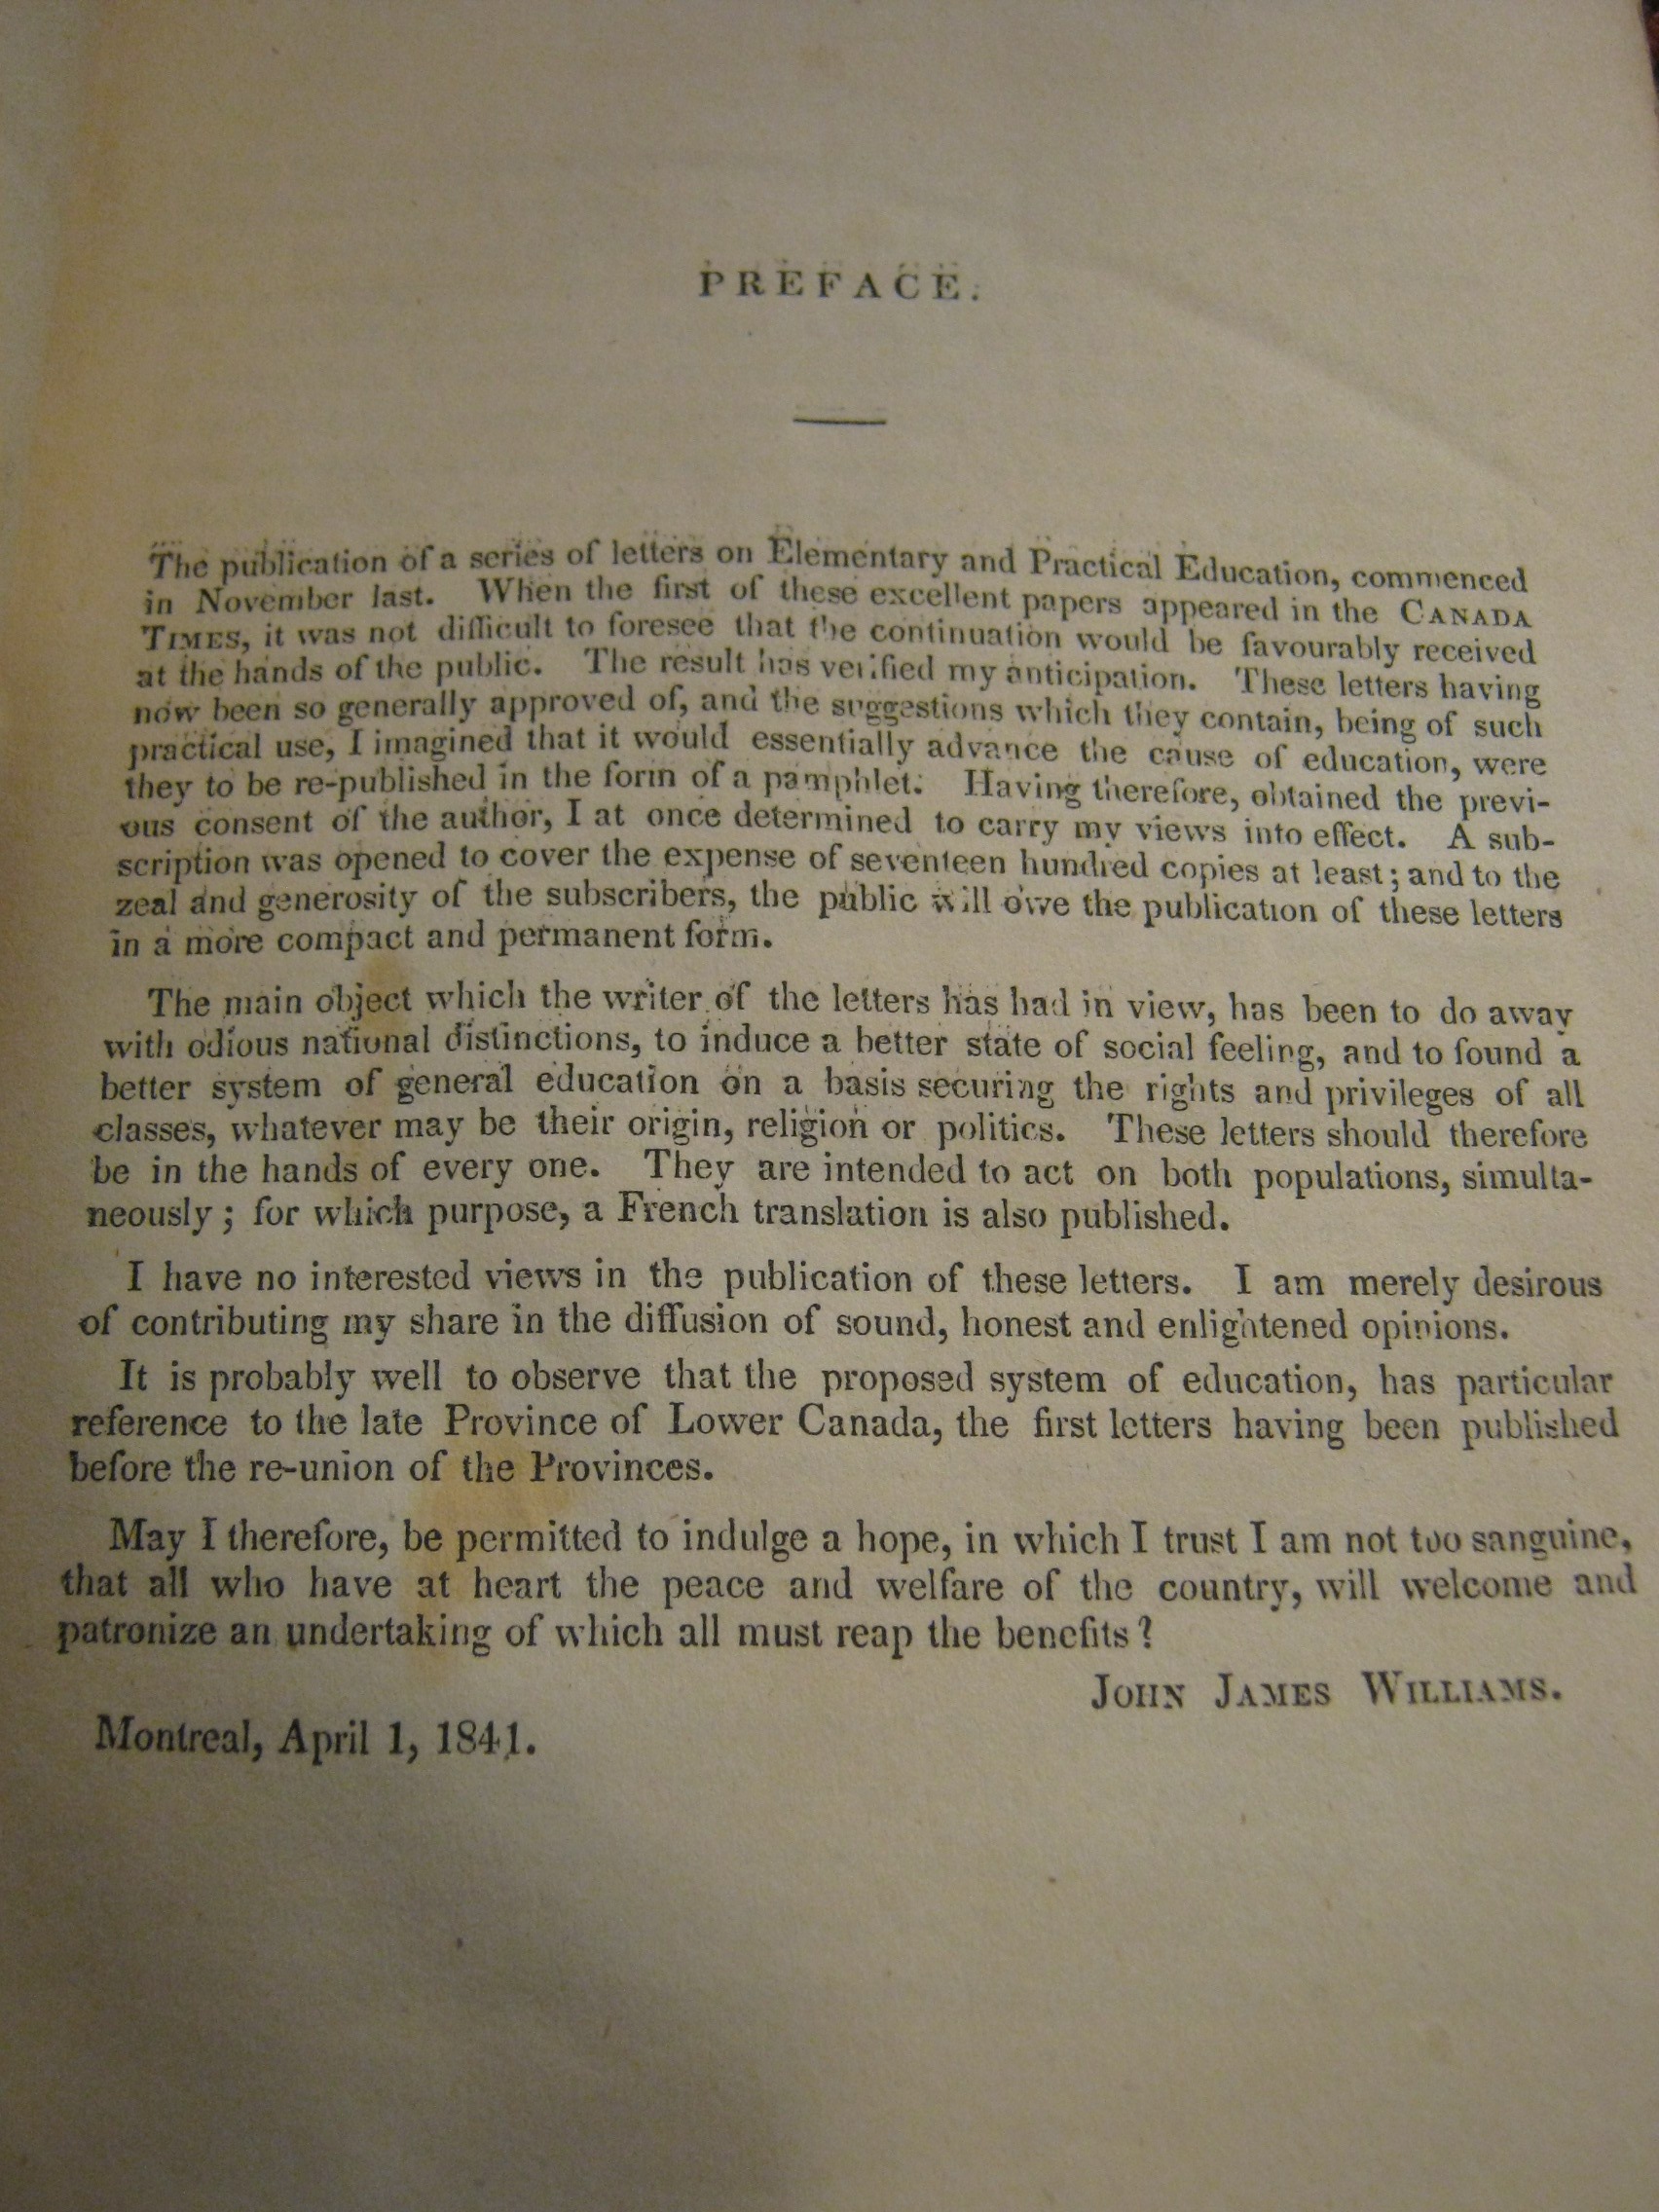 PREFACE.
The publication of a series of letters on Elementary and Practical Education, commenced
in November last. When the first of these excellent papers appeared in the CANADA
TIMES, it was not difficult to foresee that the continuation would be favourably received
at the hands of the public. The result has verified my anticipation. These letters having
now been so generally approved of, and the suggestions which they contain, being of such
practical use, I imagined that it would essentially advance the cause of education, were
they to be re-published in the form of a pamphlet. Having therefore, obtained the previ-
ous consent of the author, I at once determined to carry my views into effect. A sub-
scription was opened to cover the expense of seventeen hundred copies at least; and to the
zeal and generosity of the subscribers, the public will owe the publication of these letters
in a more compact and permanent form.
The main object which the writer of the letters has had in view, has been to do away
with odious national distinctions, to induce a better state of social feeling, and to found a
better system of general education on a basis securing the rights and privileges of all
classes, whatever may be their origin, religion or politics. These letters should therefore
be in the hands of every one. They are intended to act on both populations, simulta-
neously; for which purpose, a French translation is also published.
I have no interested views in the publication of these letters. I am merely desirous
of contributing my share in the diffusion of sound, honest and enlightened opinions.
It is probably well to observe that the proposed system of education, has particular
reference to the late Province of Lower Canada, the first letters having been published
before the re-union of the Provinces.
May I therefore, be permitted to indulge a hope, in which I trust I am not too sanguine,
that all who have at heart the peace and welfare of the country, will welcome and
patronize an undertaking of which all must reap the benefits?
JOHN JAMES WILLIAMS.
Montreal, April 1, 1841.